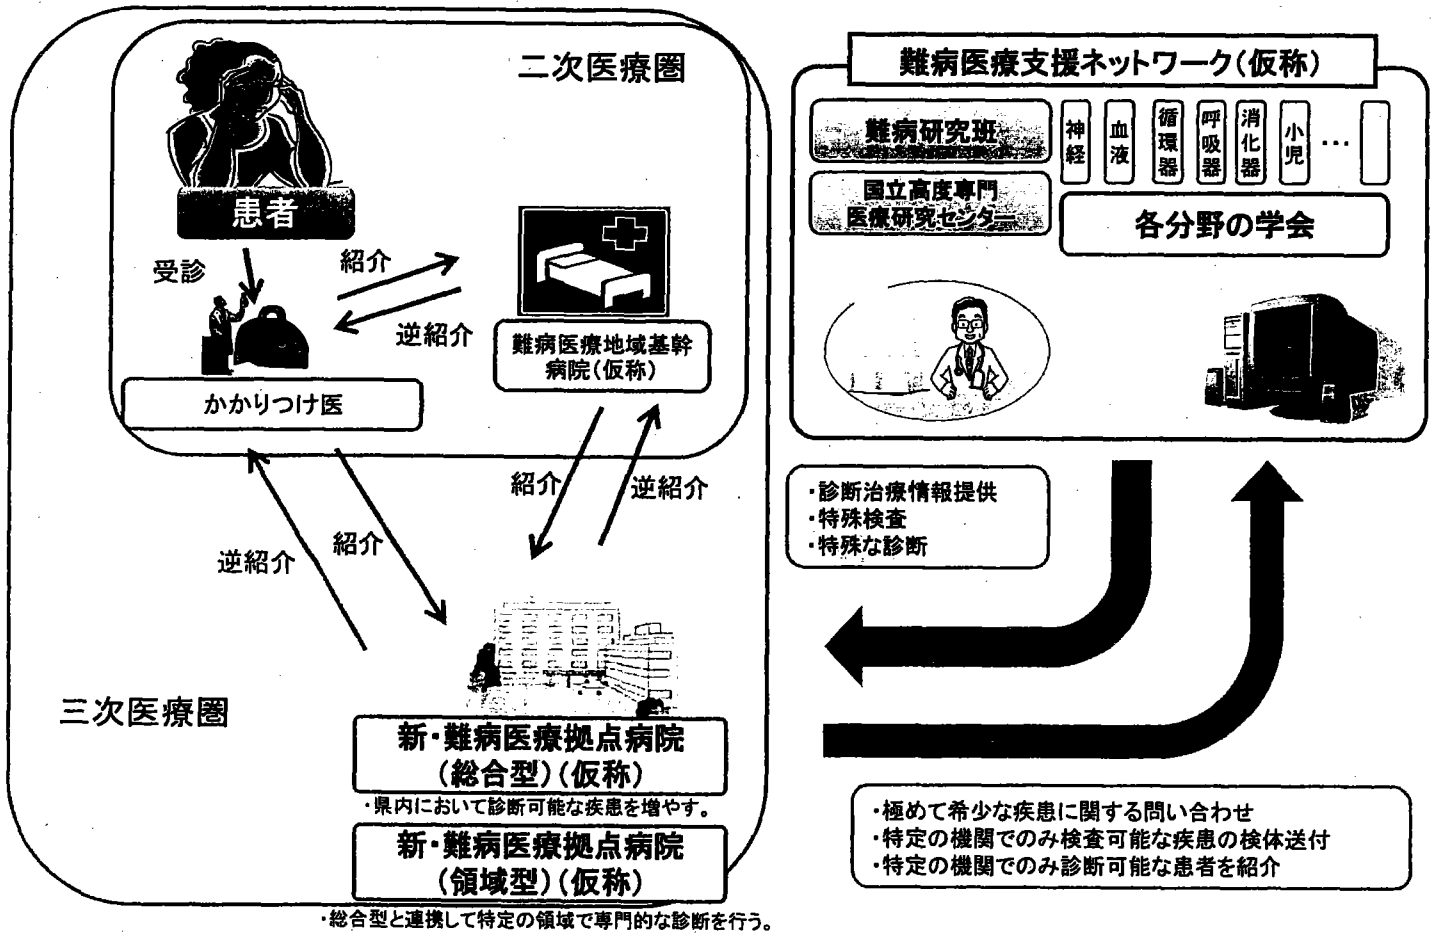 二次医療圏
患者
受診
紹介
逆紹介
難病医療地域基幹
病院(仮称)
かかりつけ医
紹介
逆紹介
逆紹介
紹介
三次医療圏
新・難病医療拠点病院
(総合型)(仮称)
・県内において診断可能な疾患を増やす。
新・難病医療拠点病院
(領域型)(仮称)
・総合型と連携して特定の領域で専門的な診断を行う。
難病医療支援ネットワーク(仮称)
難病研究班
国立高度専門
医療研究センター
神経
血液
循環器
呼吸器
消化器
小児
…
各分野の学会
・診断治療情報提供
・特殊検査
・特殊な診断
・極めて希少な疾患に関する問い合わせ
・特定の機関でのみ検査可能な疾患の検体送付
・特定の機関でのみ診断可能な患者を紹介